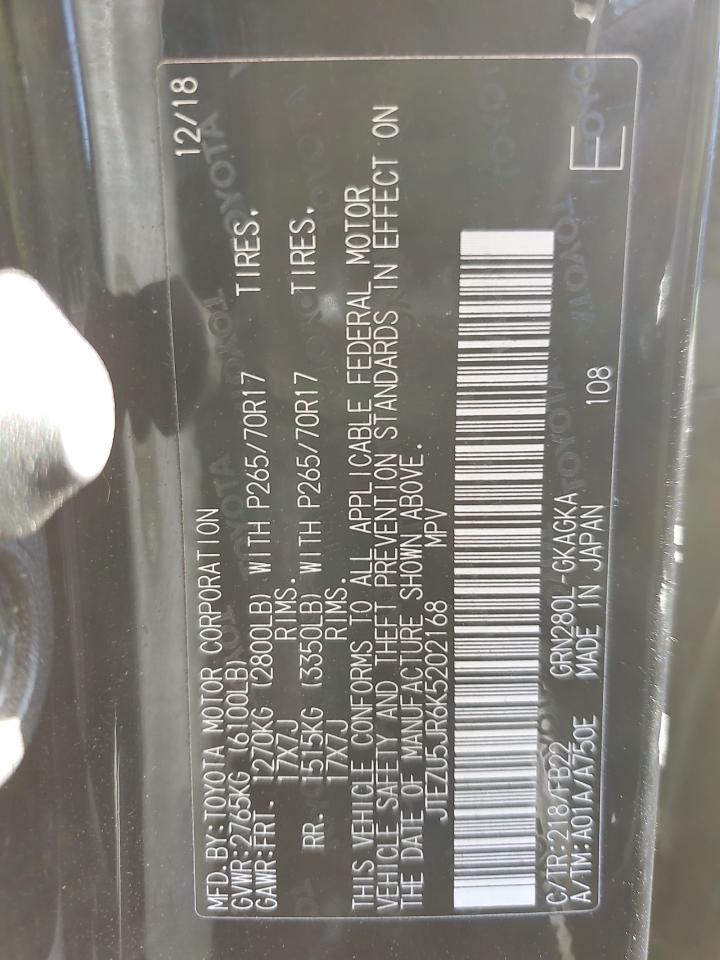 MFD. BY: TOYOTA MOTOR CORPORATION 12/18
GVWR: 2765KG (6100LB)
GAWR: FRT. 1270KG (2800LB) WITH P265/70R17 TIRES.
17X7J RIMS.
RR. 1515KG (3350LB) WITH P265/70R17 TIRES.
17X7J RIMS.
THIS VEHICLE CONFORMS TO ALL APPLICABLE FEDERAL MOTOR
VEHICLE SAFETY AND THEFT PREVENTION STANDARDS IN EFFECT ON
THE DATE OF MANUFACTURE SHOWN ABOVE.
JTEZU5JR6K5202168 MPV
C/TR: 218/FB22 GRN280L-GKAGKA 108
A/TM: A01A/A750E MADE IN JAPAN